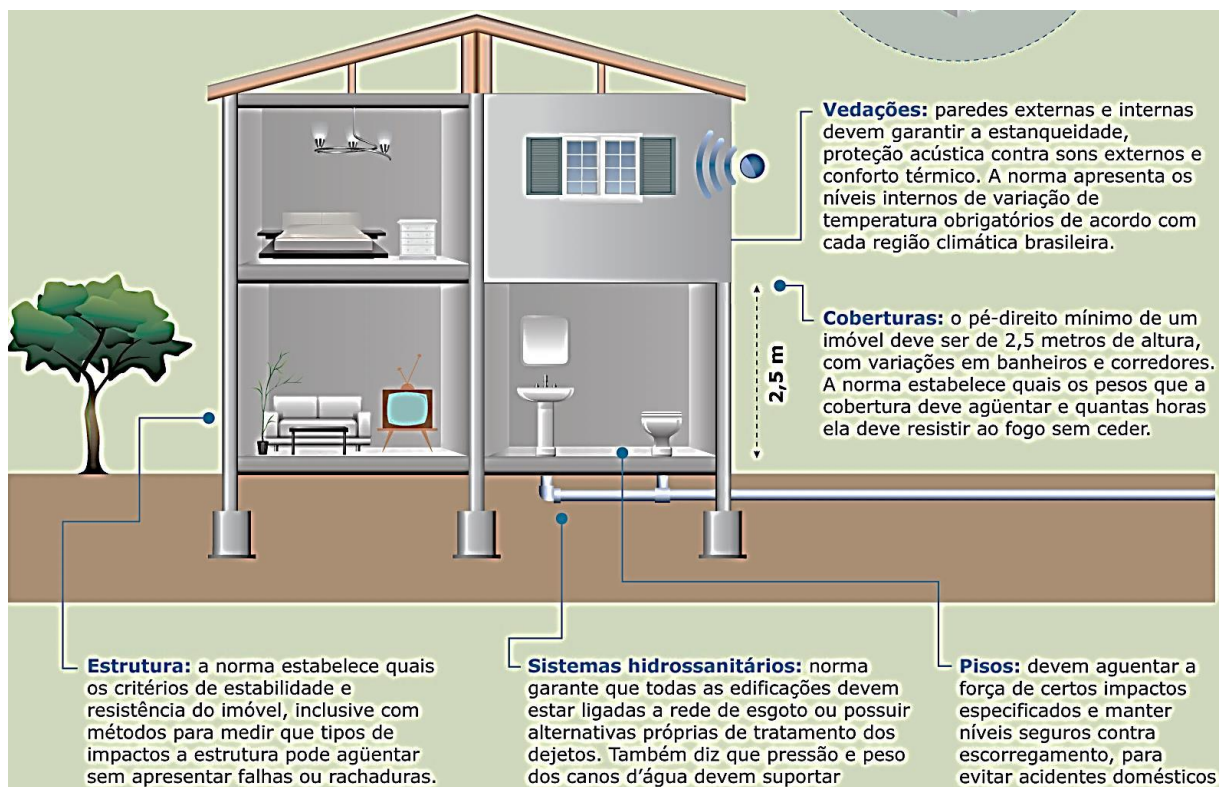 Vedações: paredes externas e internas
devem garantir a estanqueidade,
proteção acústica contra sons externos e
conforto térmico. A norma apresenta os
níveis internos de variação de
temperatura obrigatórios de acordo com
cada região climática brasileira.
Coberturas: o pé-direito mínimo de um
imóvel deve ser de 2,5 metros de altura,
com variações em banheiros e corredores.
A norma estabelece quais os pesos que a
cobertura deve agüentar e quantas horas
ela deve resistir ao fogo sem ceder.
2,5 m
Estrutura: a norma estabelece quais
os critérios de estabilidade e
resistência do imóvel, inclusive com
métodos para medir que tipos de
impactos a estrutura pode agüentar
sem apresentar falhas ou rachaduras.
Sistemas hidrossanitários: norma
garante que todas as edificações devem
estar ligadas a rede de esgoto ou possuir
alternativas próprias de tratamento dos
dejetos. Também diz que pressão e peso
dos canos d'água devem suportar
Pisos: devem aguentar a
força de certos impactos
especificados e manter
níveis seguros contra
escorregamento, para
evitar acidentes domésticos